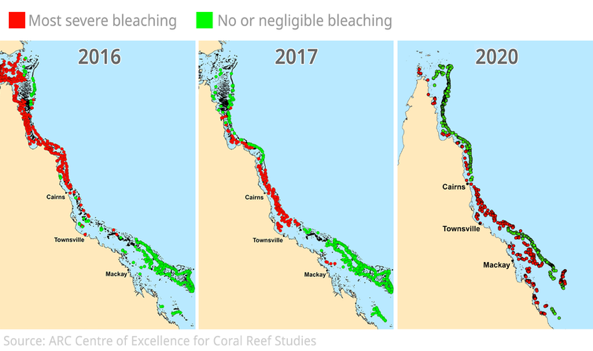 Most severe bleaching
No or negligible bleaching
2016
2017
2020
Cairns
Townsville
Mackay
Cairns
Townsville
Mackay
Cairns
Townsville
Mackay
Source: ARC Centre of Excellence for Coral Reef Studies